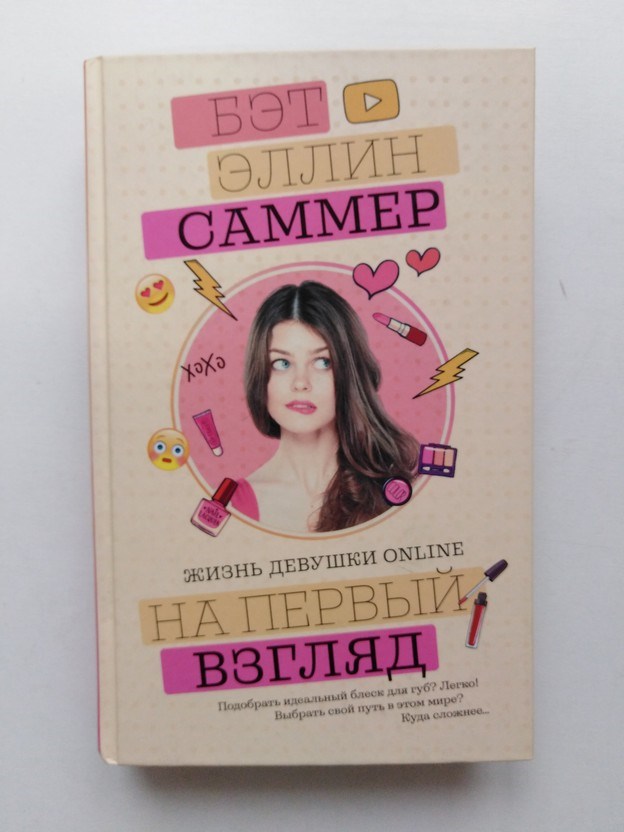 БЭТ
ЭЛЛИН
САММЕР
XOXO
ЖИЗНЬ ДЕВУШКИ ONLINE
НА ПЕРВЫЙ
ВЗГЛЯД
Подобрать идеальный блеск для губ? Легко!
Выбрать свой путь в этом мире?
Куда сложнее...